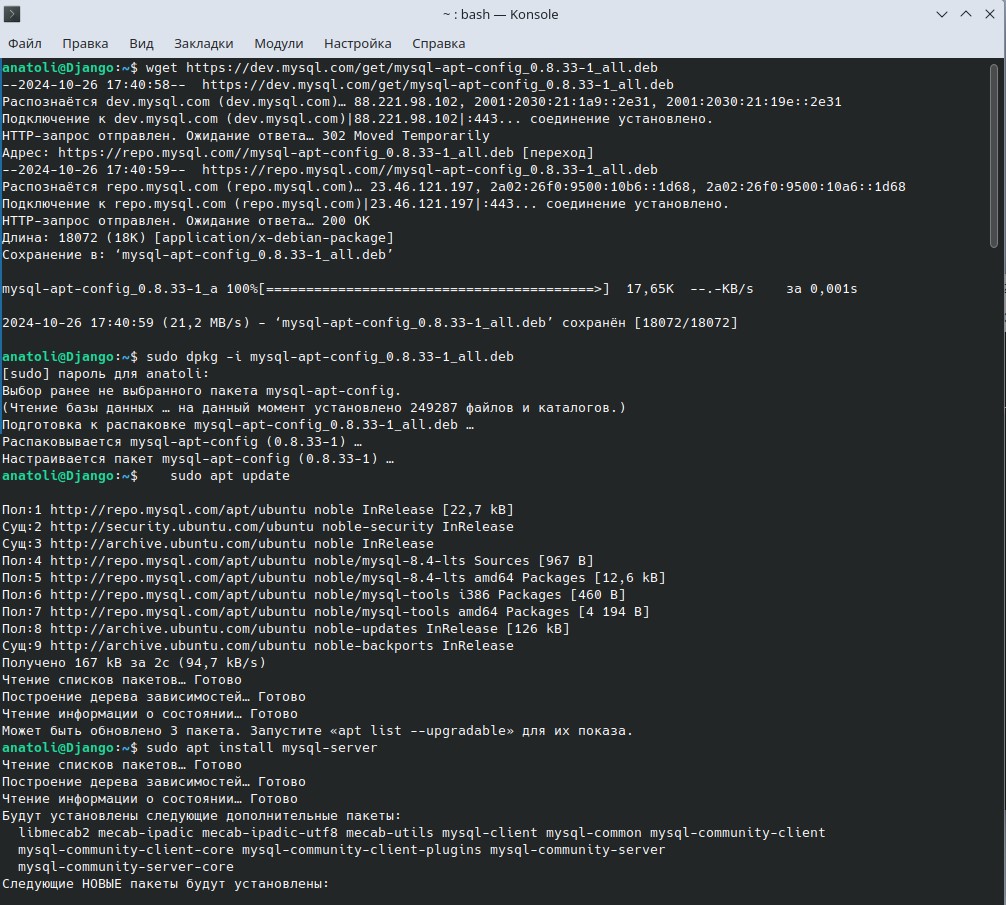 ~ : bash — Konsole
Файл Правка Вид Закладки Модули Настройка Справка
anatoli@Django:~$ wget https://dev.mysql.com/get/mysql-apt-config_0.8.33-1_all.deb
--2024-10-26 17:40:58--  https://dev.mysql.com/get/mysql-apt-config_0.8.33-1_all.deb
Распознаётся dev.mysql.com (dev.mysql.com)… 88.221.98.102, 2001:2030:21:1a9::2e31, 2001:2030:21:19e::2e31
Подключение к dev.mysql.com (dev.mysql.com)|88.221.98.102|:443... соединение установлено.
HTTP-запрос отправлен. Ожидание ответа… 302 Moved Temporarily
Адрес: https://repo.mysql.com//mysql-apt-config_0.8.33-1_all.deb [переход]
--2024-10-26 17:40:59--  https://repo.mysql.com//mysql-apt-config_0.8.33-1_all.deb
Распознаётся repo.mysql.com (repo.mysql.com)… 23.46.121.197, 2a02:26f0:9500:10b6::1d68, 2a02:26f0:9500:10a6::1d68
Подключение к repo.mysql.com (repo.mysql.com)|23.46.121.197|:443... соединение установлено.
HTTP-запрос отправлен. Ожидание ответа… 200 OK
Длина: 18072 (18K) [application/x-debian-package]
Сохранение в: ‘mysql-apt-config_0.8.33-1_all.deb’
mysql-apt-config_0.8.33-1_a 100%[=========================================>]  17,65K  --.-KB/s    за 0,001s
2024-10-26 17:40:59 (21,2 MB/s) - ‘mysql-apt-config_0.8.33-1_all.deb’ сохранён [18072/18072]
anatoli@Django:~$ sudo dpkg -i mysql-apt-config_0.8.33-1_all.deb
[sudo] пароль для anatoli:
Выбор ранее не выбранного пакета mysql-apt-config.
(Чтение базы данных … на данный момент установлено 249287 файлов и каталогов.)
Подготовка к распаковке mysql-apt-config_0.8.33-1_all.deb …
Распаковывается mysql-apt-config (0.8.33-1) …
Настраивается пакет mysql-apt-config (0.8.33-1) …
anatoli@Django:~$    sudo apt update
Пол:1 http://repo.mysql.com/apt/ubuntu noble InRelease [22,7 kB]
Сущ:2 http://security.ubuntu.com/ubuntu noble-security InRelease
Сущ:3 http://archive.ubuntu.com/ubuntu noble InRelease
Пол:4 http://repo.mysql.com/apt/ubuntu noble/mysql-8.4-lts Sources [967 B]
Пол:5 http://repo.mysql.com/apt/ubuntu noble/mysql-8.4-lts amd64 Packages [12,6 kB]
Пол:6 http://repo.mysql.com/apt/ubuntu noble/mysql-tools i386 Packages [460 B]
Пол:7 http://repo.mysql.com/apt/ubuntu noble/mysql-tools amd64 Packages [4 194 B]
Пол:8 http://archive.ubuntu.com/ubuntu noble-updates InRelease [126 kB]
Сущ:9 http://archive.ubuntu.com/ubuntu noble-backports InRelease
Получено 167 kB за 2с (94,7 kB/s)
Чтение списков пакетов… Готово
Построение дерева зависимостей… Готово
Чтение информации о состоянии… Готово
Может быть обновлено 3 пакета. Запустите «apt list --upgradable» для их показа.
anatoli@Django:~$ sudo apt install mysql-server
Чтение списков пакетов… Готово
Построение дерева зависимостей… Готово
Чтение информации о состоянии… Готово
Будут установлены следующие дополнительные пакеты:
  libmecab2 mecab-ipadic mecab-ipadic-utf8 mecab-utils mysql-client mysql-common mysql-community-client
  mysql-community-client-core mysql-community-client-plugins mysql-community-server
  mysql-community-server-core
Следующие НОВЫЕ пакеты будут установлены: